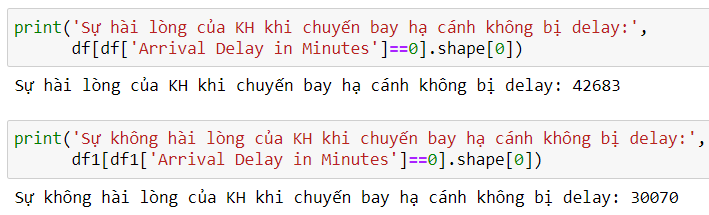 print('Sự hài lòng của KH khi chuyến bay hạ cánh không bị delay:',
df[df['Arrival Delay in Minutes']==0].shape[0])
Sự hài lòng của KH khi chuyến bay hạ cánh không bị delay: 42683
print('Sự không hài lòng của KH khi chuyến bay hạ cánh không bị delay:',
df1[df1['Arrival Delay in Minutes']==0].shape[0])
Sự không hài lòng của KH khi chuyến bay hạ cánh không bị delay: 30070